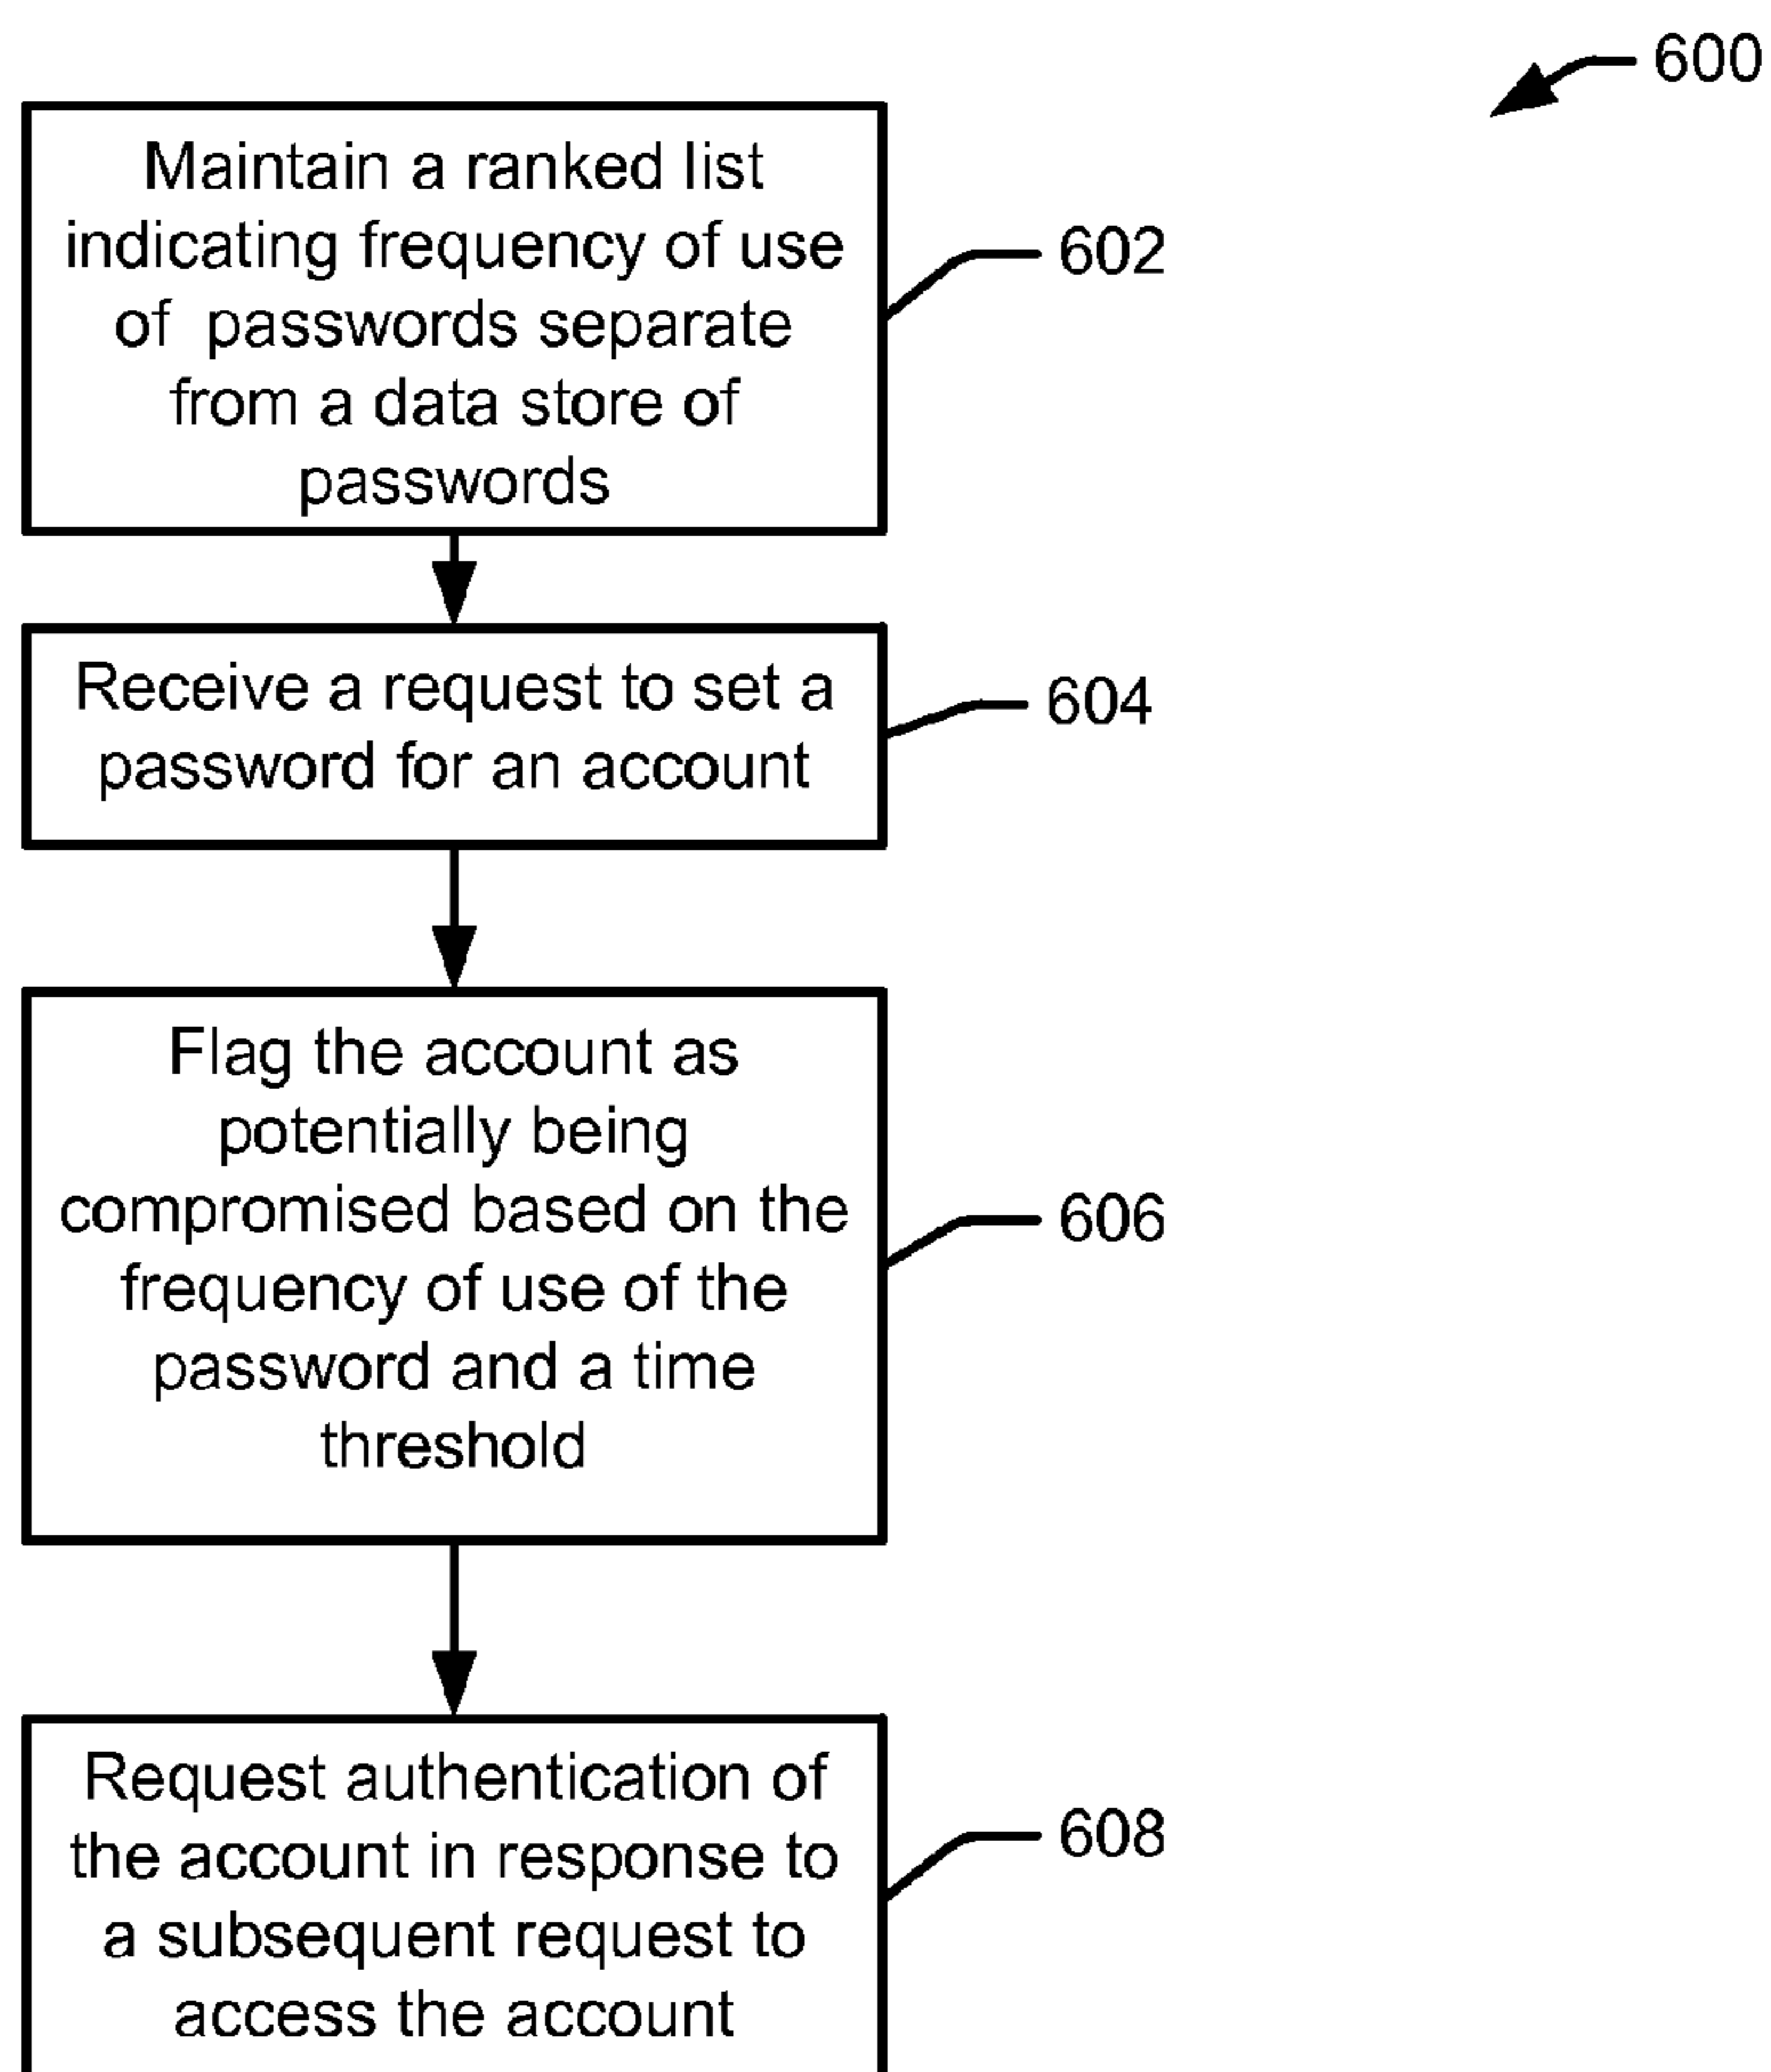 600
Maintain a ranked list
indicating frequency of use
of passwords separate
from a data store of
passwords
602
Receive a request to set a
password for an account
604
Flag the account as
potentially being
compromised based on the
frequency of use of the
password and a time
threshold
606
Request authentication of
the account in response to
a subsequent request to
access the account
608